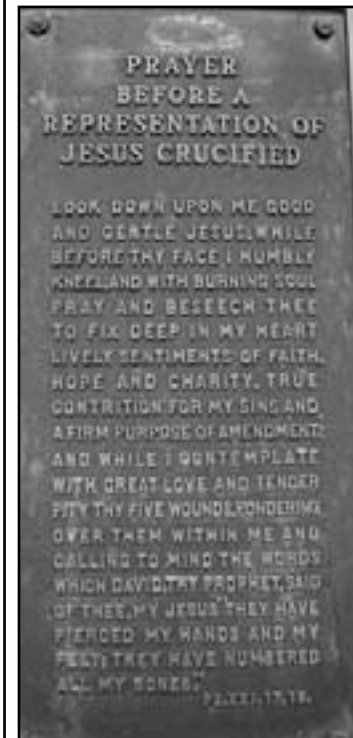 PRAYER
BEFORE A
REPRESENTATION OF
JESUS CRUCIFIED
LOOK DOWN UPON ME GOOD
AND GENTLE JESUS, WHILE
BEFORE THY FACE I HUMBLY
KNEEL, AND WITH BURNING SOUL
PRAY AND BESEECH THEE
TO FIX DEEP IN MY HEART
LIVELY SENTIMENTS OF FAITH,
HOPE AND CHARITY, TRUE
CONTRITION FOR MY SINS AND
A FIRM PURPOSE OF AMENDMENT:
AND WHILE I CONTEMPLATE
WITH GREAT LOVE AND TENDER
PITY THY FIVE WOUNDS, PONDERING
OVER THEM WITHIN ME AND
CALLING TO MIND THE WORDS
WHICH DAVID, THY PROPHET, SAID
OF THEE, MY JESUS "THEY HAVE
PIERCED MY HANDS AND MY
FEET; THEY HAVE NUMBERED
ALL MY BONES."